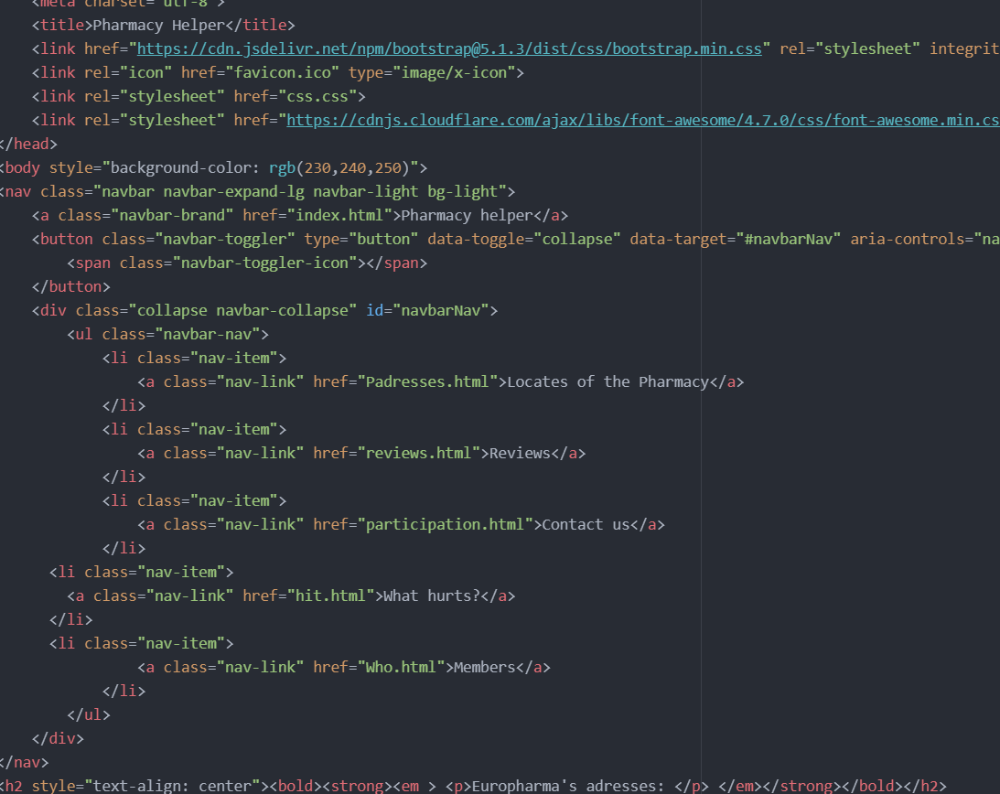 <meta charset="utf-8">
<title>Pharmacy Helper</title>
<link href="https://cdn.jsdelivr.net/npm/bootstrap@5.1.3/dist/css/bootstrap.min.css" rel="stylesheet" integrit
<link rel="icon" href="favicon.ico" type="image/x-icon">
<link rel="stylesheet" href="css.css">
<link rel="stylesheet" href="https://cdnjs.cloudflare.com/ajax/libs/font-awesome/4.7.0/css/font-awesome.min.cs
</head>
<body style="background-color: rgb(230,240,250)">
<nav class="navbar navbar-expand-lg navbar-light bg-light">
<a class="navbar-brand" href="index.html">Pharmacy helper</a>
<button class="navbar-toggler" type="button" data-toggle="collapse" data-target="#navbarNav" aria-controls="na
<span class="navbar-toggler-icon"></span>
</button>
<div class="collapse navbar-collapse" id="navbarNav">
<ul class="navbar-nav">
<li class="nav-item">
<a class="nav-link" href="Padresses.html">Locates of the Pharmacy</a>
</li>
<li class="nav-item">
<a class="nav-link" href="reviews.html">Reviews</a>
</li>
<li class="nav-item">
<a class="nav-link" href="participation.html">Contact us</a>
</li>
<li class="nav-item">
<a class="nav-link" href="hit.html">What hurts?</a>
</li>
<li class="nav-item">
<a class="nav-link" href="Who.html">Members</a>
</li>
</ul>
</div>
</nav>
<h2 style="text-align: center"><bold><strong><em > <p>Europharma's adresses: </p> </em></strong></bold></h2>